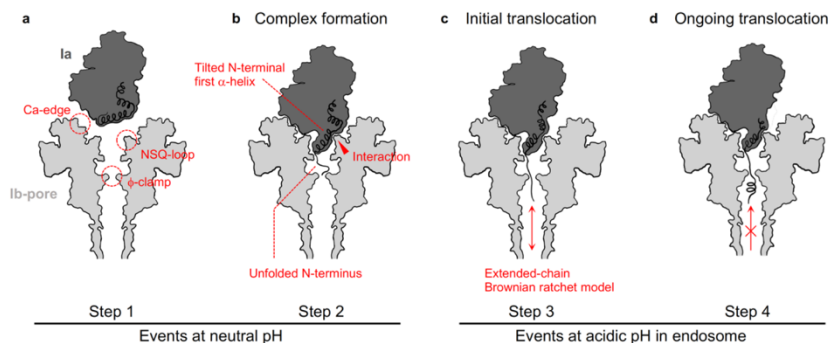 a
b Complex formation
c Initial translocation
d Ongoing translocation
Ia
Tilted N-terminal
first α-helix
Ca-edge
NSQ-loop
Interaction
Ib-pore
ϕ-clamp
Unfolded N-terminus
Extended-chain
Brownian ratchet model
Step 1
Step 2
Step 3
Step 4
Events at neutral pH
Events at acidic pH in endosome